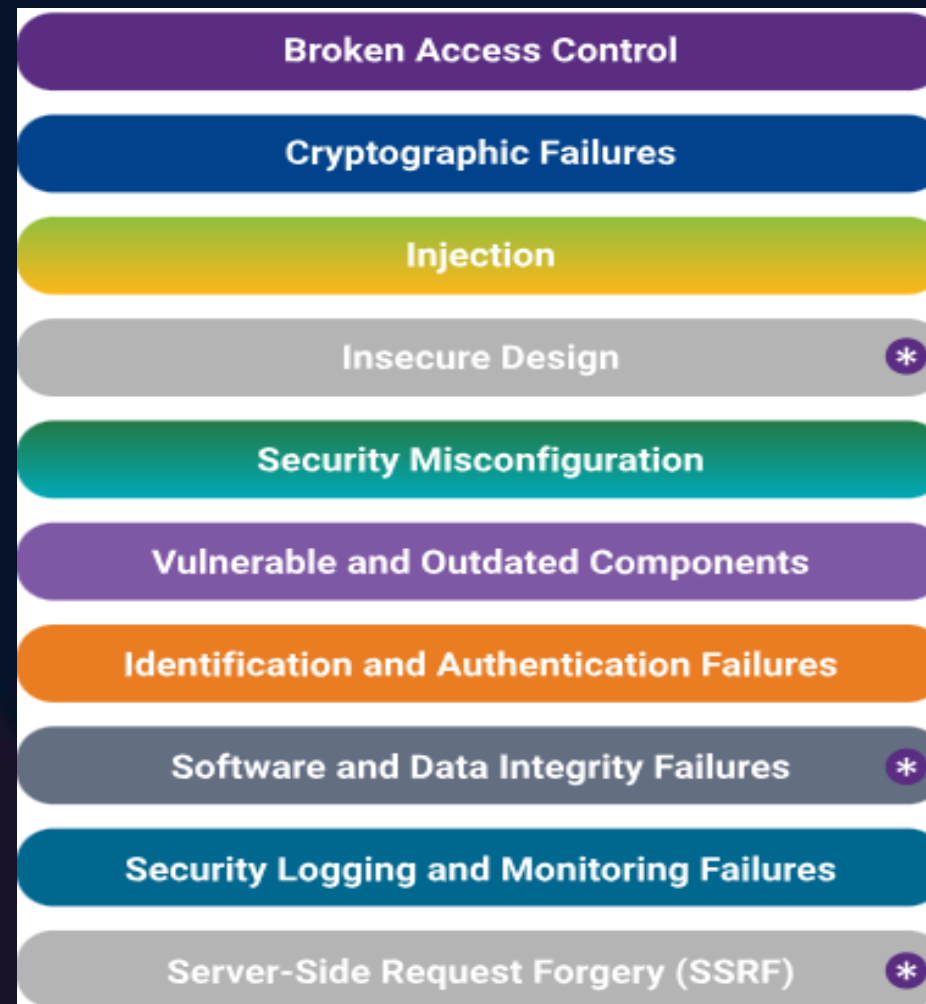 Broken Access Control
Cryptographic Failures
Injection
Insecure Design *
Security Misconfiguration
Vulnerable and Outdated Components
Identification and Authentication Failures
Software and Data Integrity Failures *
Security Logging and Monitoring Failures
Server-Side Request Forgery (SSRF) *